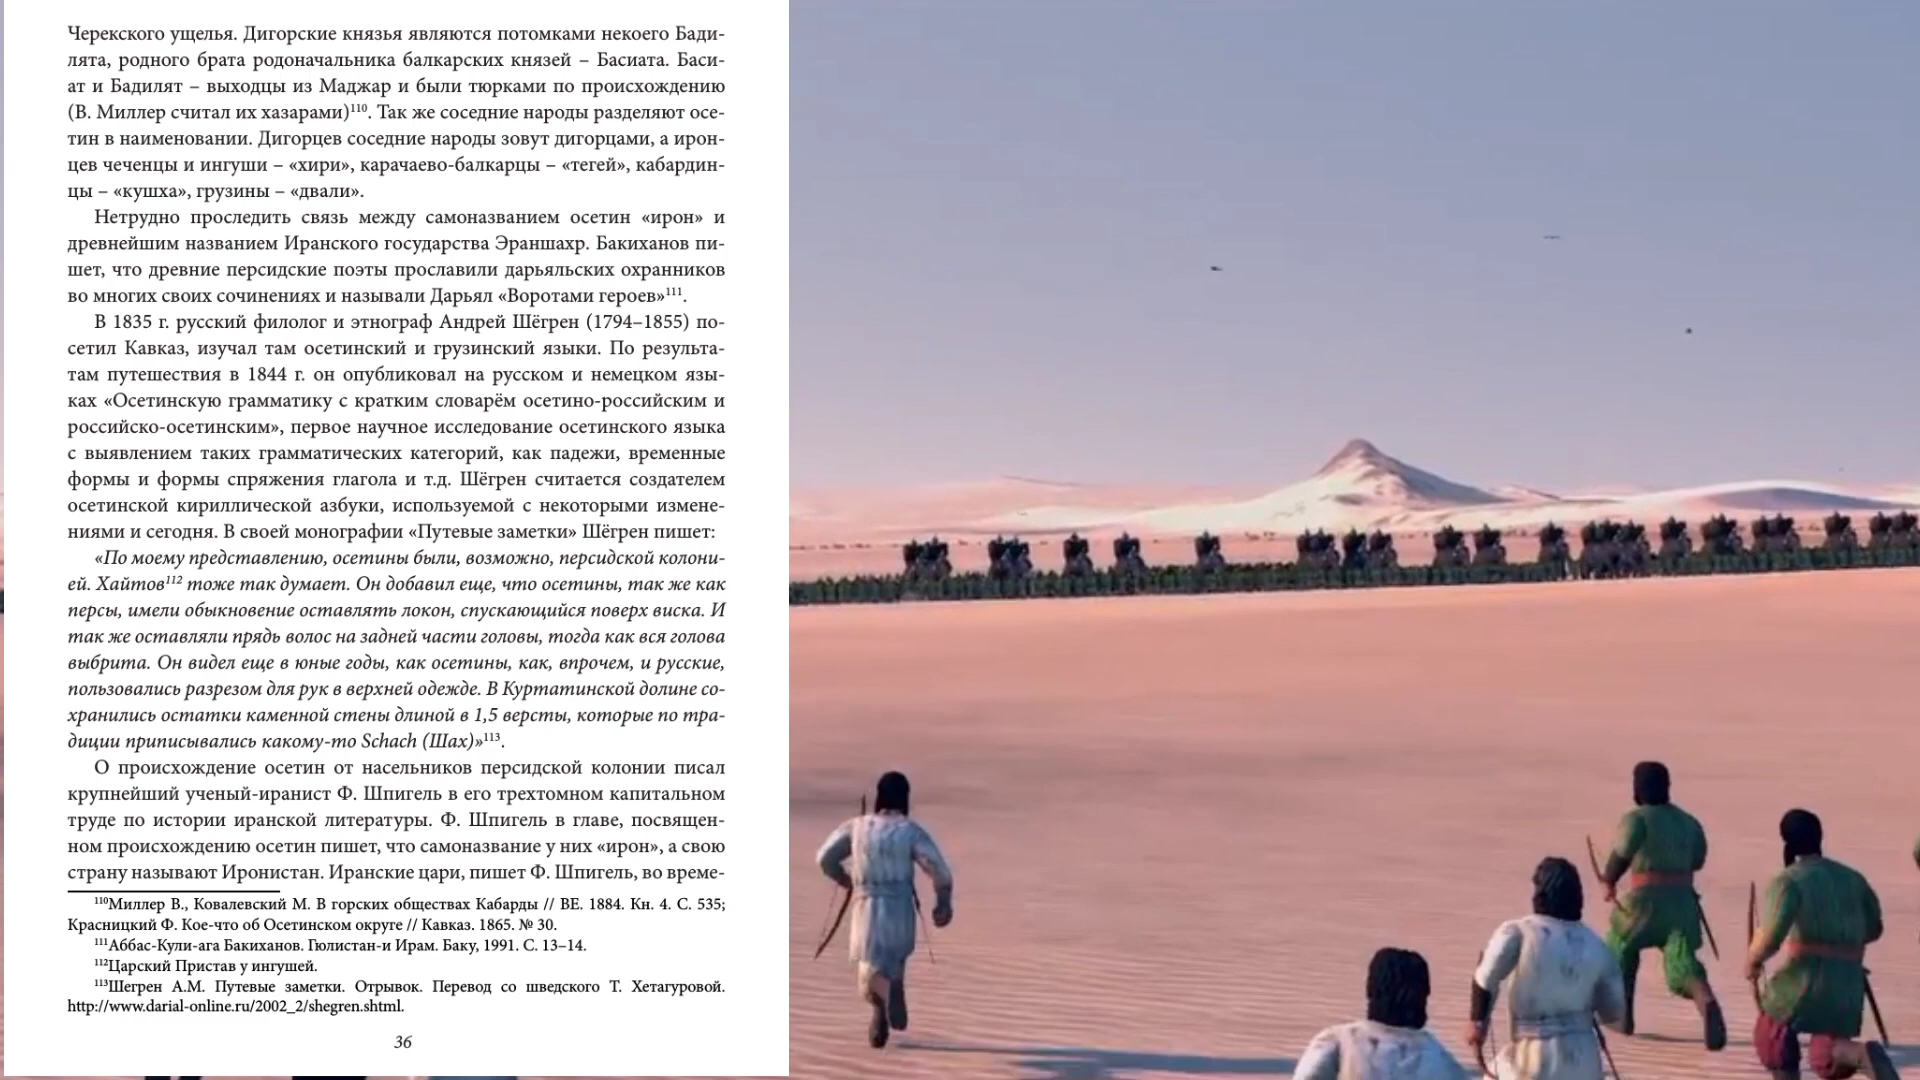 Черекского ущелья. Дигорские князья являются потомками некоего Бади-
лята, родного брата родоначальника балкарских князей – Басиата. Баси-
ат и Бадилят – выходцы из Маджар и были тюрками по происхождению
(В. Миллер считал их хазарами)¹¹⁰. Так же соседние народы разделяют осе-
тин в наименовании. Дигорцев соседние народы зовут дигорцами, а ирон-
цев чеченцы и ингуши – «хири», карачаево-балкарцы – «тегей», кабардин-
цы – «кушха», грузины – «двали».
Нетрудно проследить связь между самоназванием осетин «ирон» и
древнейшим названием Иранского государства Эраншахр. Бакиханов пи-
шет, что древние персидские поэты прославили дарьяльских охранников
во многих своих сочинениях и называли Дарьял «Воротами героев»¹¹¹.
В 1835 г. русский филолог и этнограф Андрей Шёгрен (1794–1855) по-
сетил Кавказ, изучал там осетинский и грузинский языки. По результа-
там путешествия в 1844 г. он опубликовал на русском и немецком язы-
ках «Осетинскую грамматику с кратким словарём осетино-российским и
российско-осетинским», первое научное исследование осетинского языка
с выявлением таких грамматических категорий, как падежи, временные
формы и формы спряжения глагола и т.д. Шёгрен считается создателем
осетинской кириллической азбуки, используемой с некоторыми измене-
ниями и сегодня. В своей монографии «Путевые заметки» Шёгрен пишет:
«По моему представлению, осетины были, возможно, персидской колони-
ей. Хайтов¹¹² тоже так думает. Он добавил еще, что осетины, так же как
персы, имели обыкновение оставлять локон, спускающийся поверх виска. И
так же оставляли прядь волос на задней части головы, тогда как вся голова
выбрита. Он видел еще в юные годы, как осетины, как, впрочем, и русские,
пользовались разрезом для рук в верхней одежде. В Куртатинской долине со-
хранились остатки каменной стены длиной в 1,5 версты, которые по тра-
диции приписывались какому-то Schach (Шах)»¹¹³.
О происхождение осетин от насельников персидской колонии писал
крупнейший ученый-иранист Ф. Шпигель в его трехтомном капитальном
труде по истории иранской литературы. Ф. Шпигель в главе, посвящен-
ном происхождению осетин пишет, что самоназвание у них «ирон», а свою
страну называют Иронистан. Иранские цари, пишет Ф. Шпигель, во време-
¹¹⁰Миллер В., Ковалевский М. В горских обществах Кабарды // ВЕ. 1884. Кн. 4. С. 535;
Красницкий Ф. Кое-что об Осетинском округе // Кавказ. 1865. № 30.
¹¹¹Аббас-Кули-ага Бакиханов. Гюлистан-и Ирам. Баку, 1991. С. 13–14.
¹¹²Царский Пристав у ингушей.
¹¹³Шегрен А.М. Путевые заметки. Отрывок. Перевод со шведского Т. Хетагуровой.
http://www.darial-online.ru/2002_2/shegren.shtml.
36